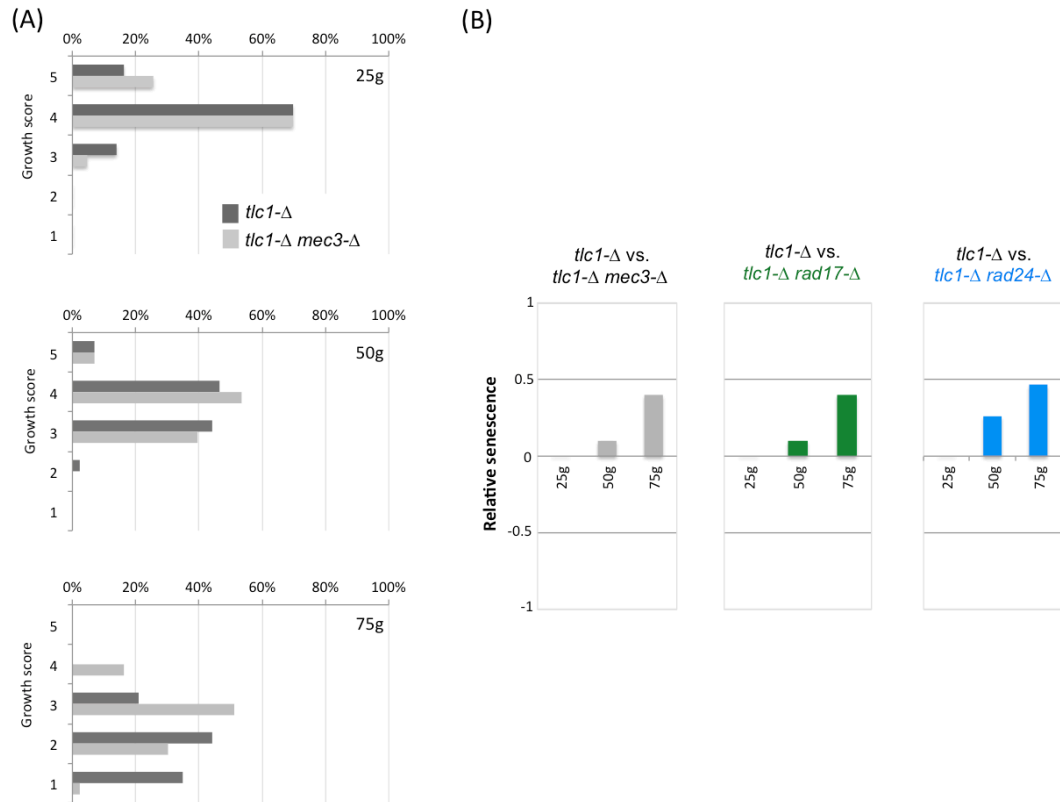 (A)
0% 20% 40% 60% 80% 100%
25g
Growth score
5
4
3
2
1
tlc1-Δ
tlc1-Δ mec3-Δ
0% 20% 40% 60% 80% 100%
50g
Growth score
5
4
3
2
1
0% 20% 40% 60% 80% 100%
75g
Growth score
5
4
3
2
1
(B)
tlc1-Δ vs.
tlc1-Δ mec3-Δ
tlc1-Δ vs.
tlc1-Δ rad17-Δ
tlc1-Δ vs.
tlc1-Δ rad24-Δ
Relative senescence
1
0.5
0
-0.5
-1
25g 50g 75g
25g 50g 75g
25g 50g 75g